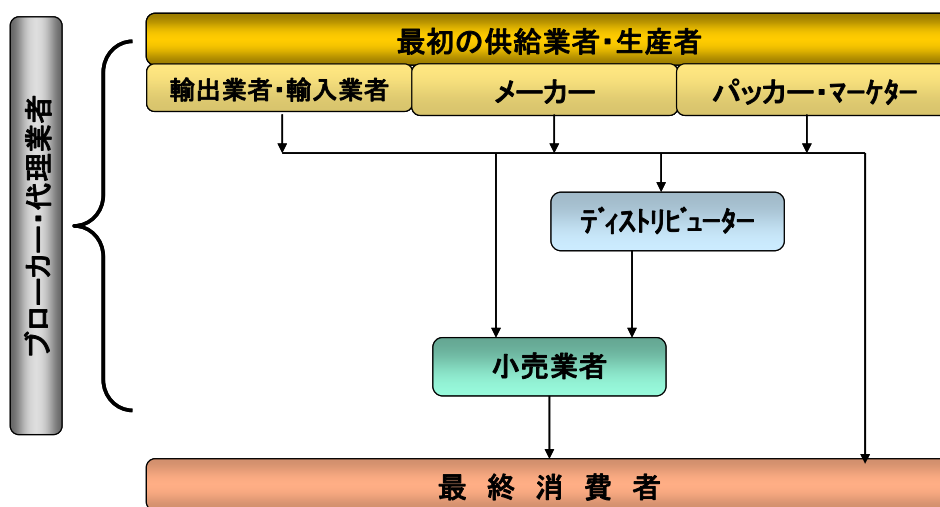 ブローカー・代理業者
最初の供給業者・生産者
輸出業者・輸入業者
メーカー
パッカー・マーケター
ディストリビューター
小売業者
最終消費者